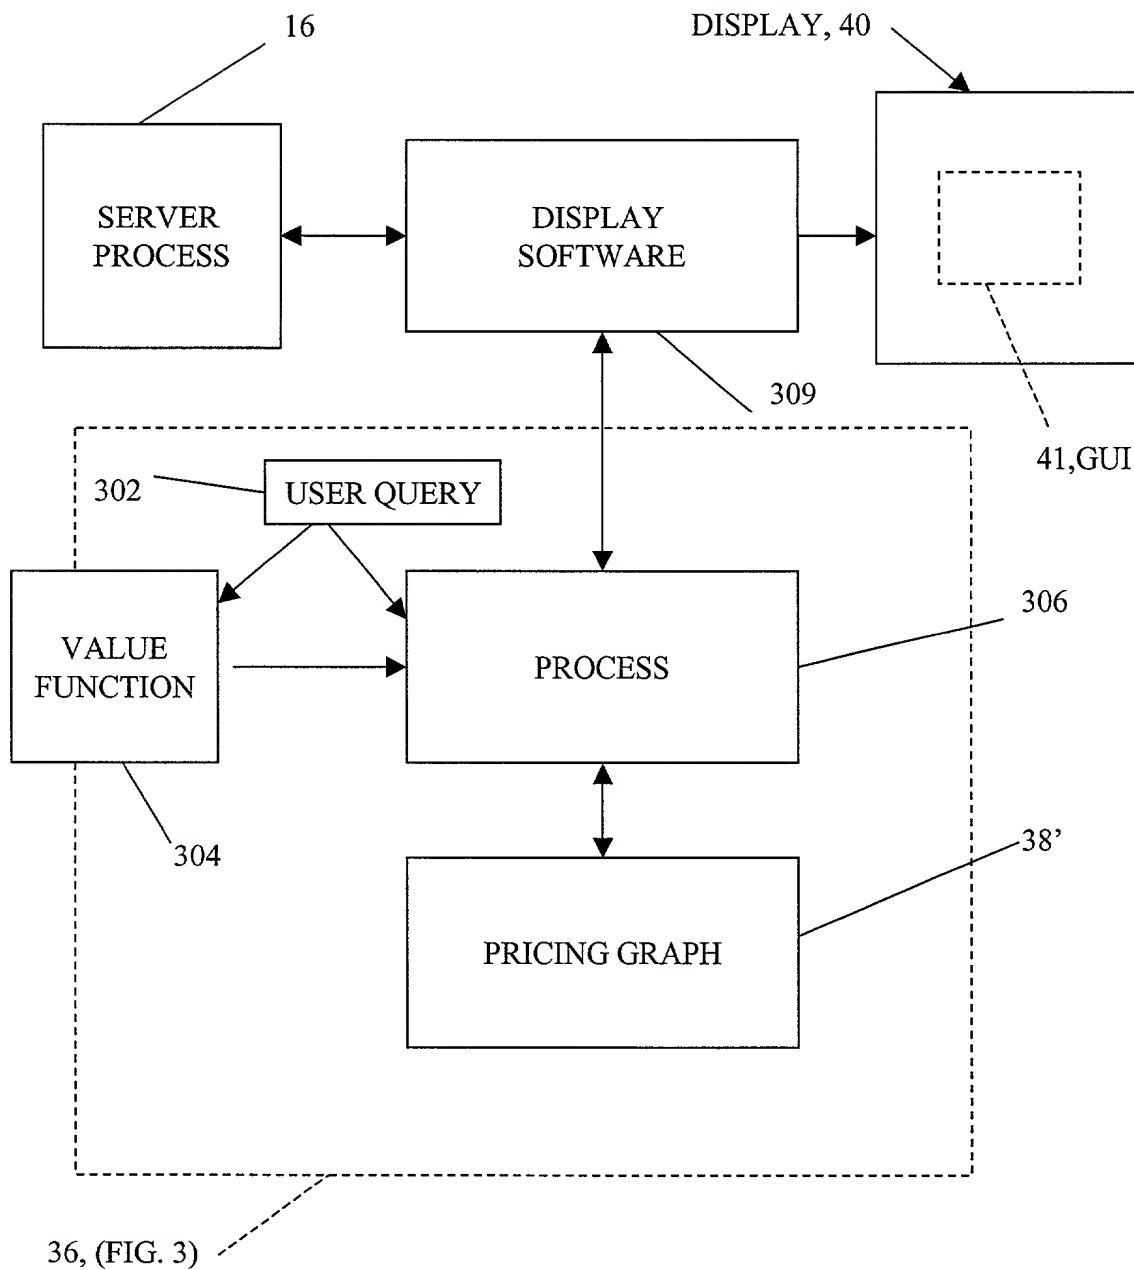 16
DISPLAY, 40
SERVER
PROCESS
DISPLAY
SOFTWARE
309
41,GUI
302
USER QUERY
VALUE
FUNCTION
PROCESS
306
304
38’
PRICING GRAPH
36, (FIG. 3)